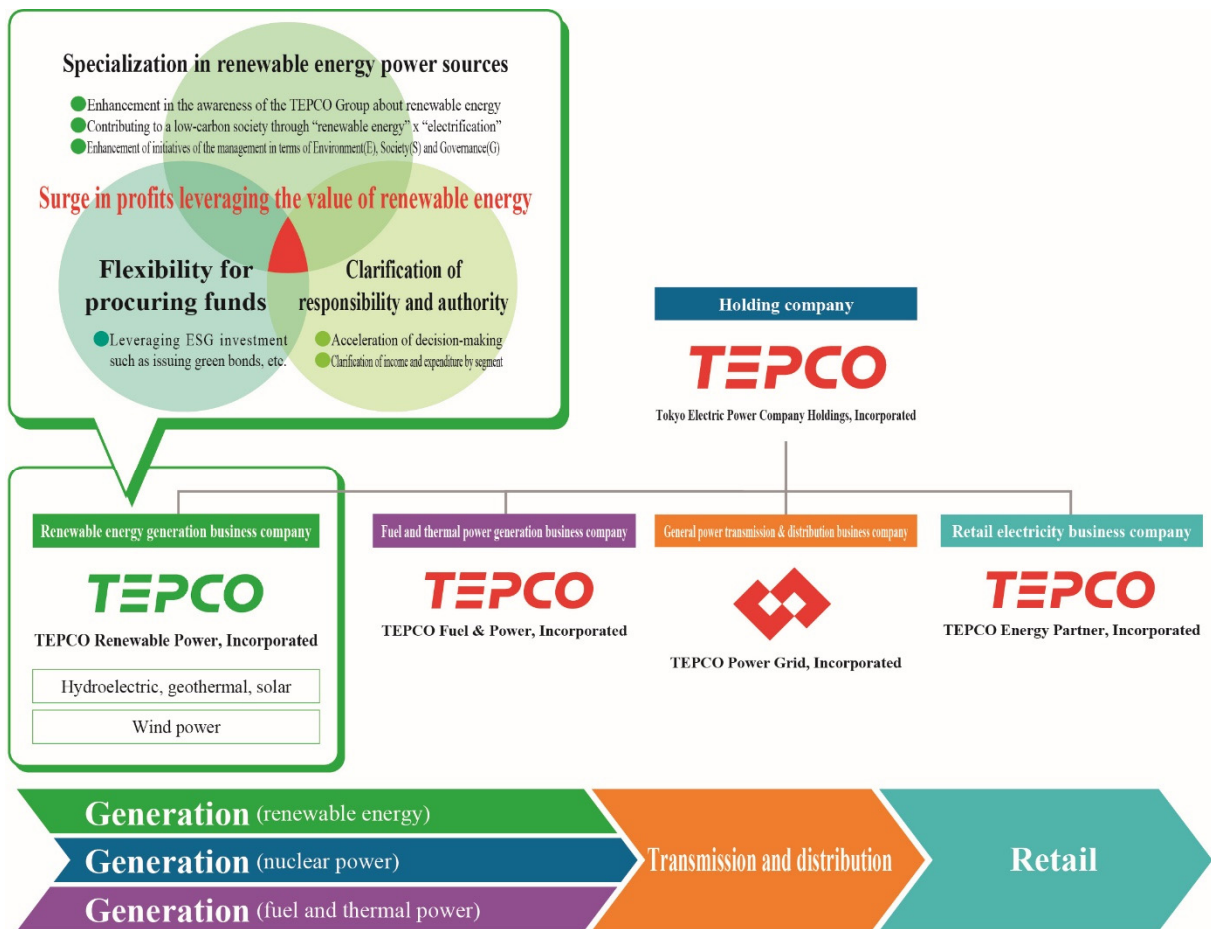 Specialization in renewable energy power sources
Enhancement in the awareness of the TEPCO Group about renewable energy
Contributing to a low-carbon society through “renewable energy” x “electrification”
Enhancement of initiatives of the management in terms of Environment(E), Society(S) and Governance(G)
Surge in profits leveraging the value of renewable energy
Flexibility for
procuring funds
Leveraging ESG investment
such as issuing green bonds, etc.
Clarification of
responsibility and authority
Acceleration of decision-making
Clarification of income and expenditure by segment
Holding company
TEPCO
Tokyo Electric Power Company Holdings, Incorporated
Renewable energy generation business company
TEPCO
TEPCO Renewable Power, Incorporated
Hydroelectric, geothermal, solar
Wind power
Fuel and thermal power generation business company
TEPCO
TEPCO Fuel & Power, Incorporated
General power transmission & distribution business company
TEPCO Power Grid, Incorporated
Retail electricity business company
TEPCO
TEPCO Energy Partner, Incorporated
Generation (renewable energy)
Generation (nuclear power)
Generation (fuel and thermal power)
Transmission and distribution
Retail